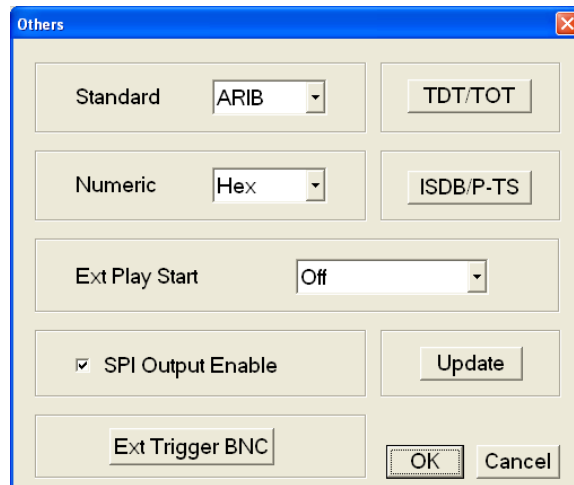 Others
Standard ARIB TDT/TOT
Numeric Hex ISDB/P-TS
Ext Play Start Off
SPI Output Enable Update
Ext Trigger BNC OK Cancel